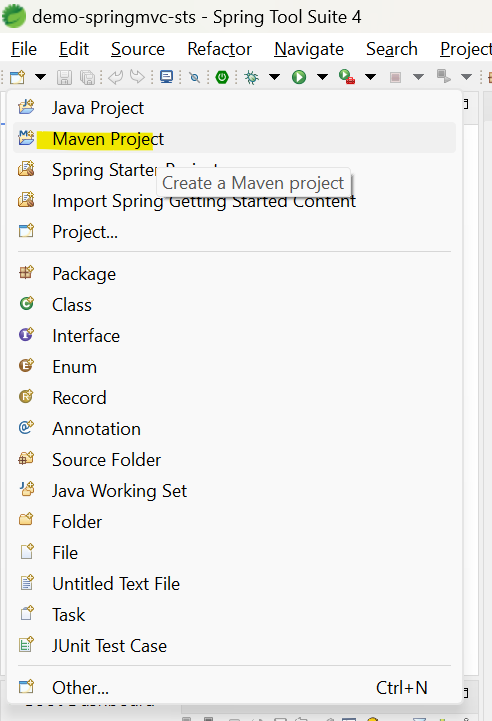 demo-springmvc-sts - Spring Tool Suite 4
File Edit Source Refactor Navigate Search Project
Java Project
Maven Project
Spring Starter Project
Create a Maven project
Import Spring Getting Started Content
Project...
Package
Class
Interface
Enum
Record
Annotation
Source Folder
Java Working Set
Folder
File
Untitled Text File
Task
JUnit Test Case
Other... Ctrl+N